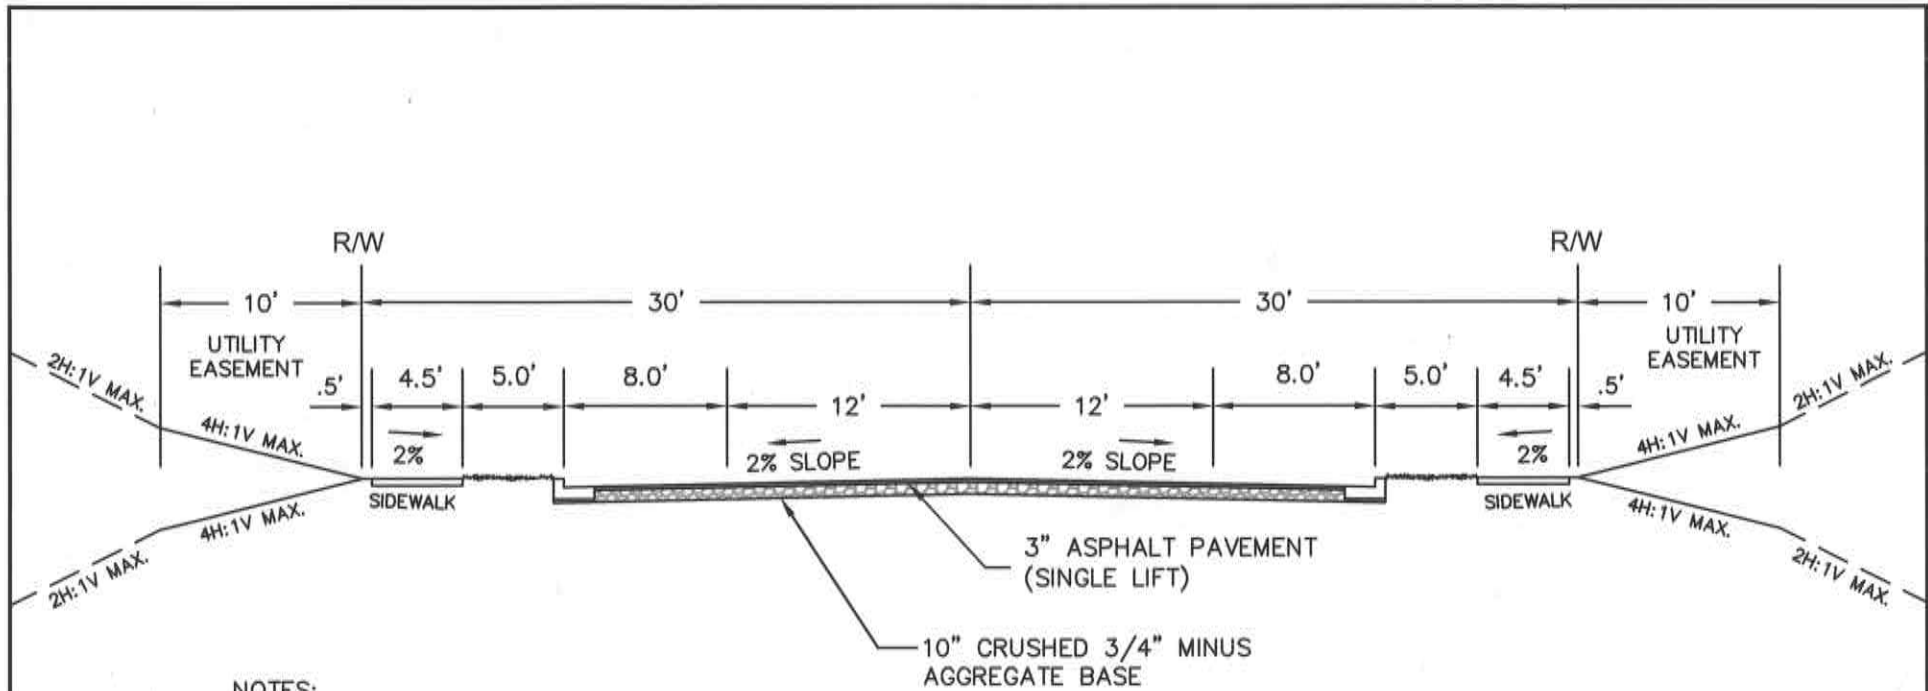 R/W
R/W
10'
30'
30'
10'
UTILITY
EASEMENT
UTILITY
EASEMENT
.5'
4.5'
5.0'
8.0'
12'
12'
8.0'
5.0'
4.5'
.5'
2H:1V MAX.
4H:1V MAX.
2%
2% SLOPE
2% SLOPE
2%
4H:1V MAX.
2H:1V MAX.
SIDEWALK
SIDEWALK
4H:1V MAX.
2H:1V MAX.
4H:1V MAX.
2H:1V MAX.
3" ASPHALT PAVEMENT
(SINGLE LIFT)
10" CRUSHED 3/4" MINUS
AGGREGATE BASE
NOTES: